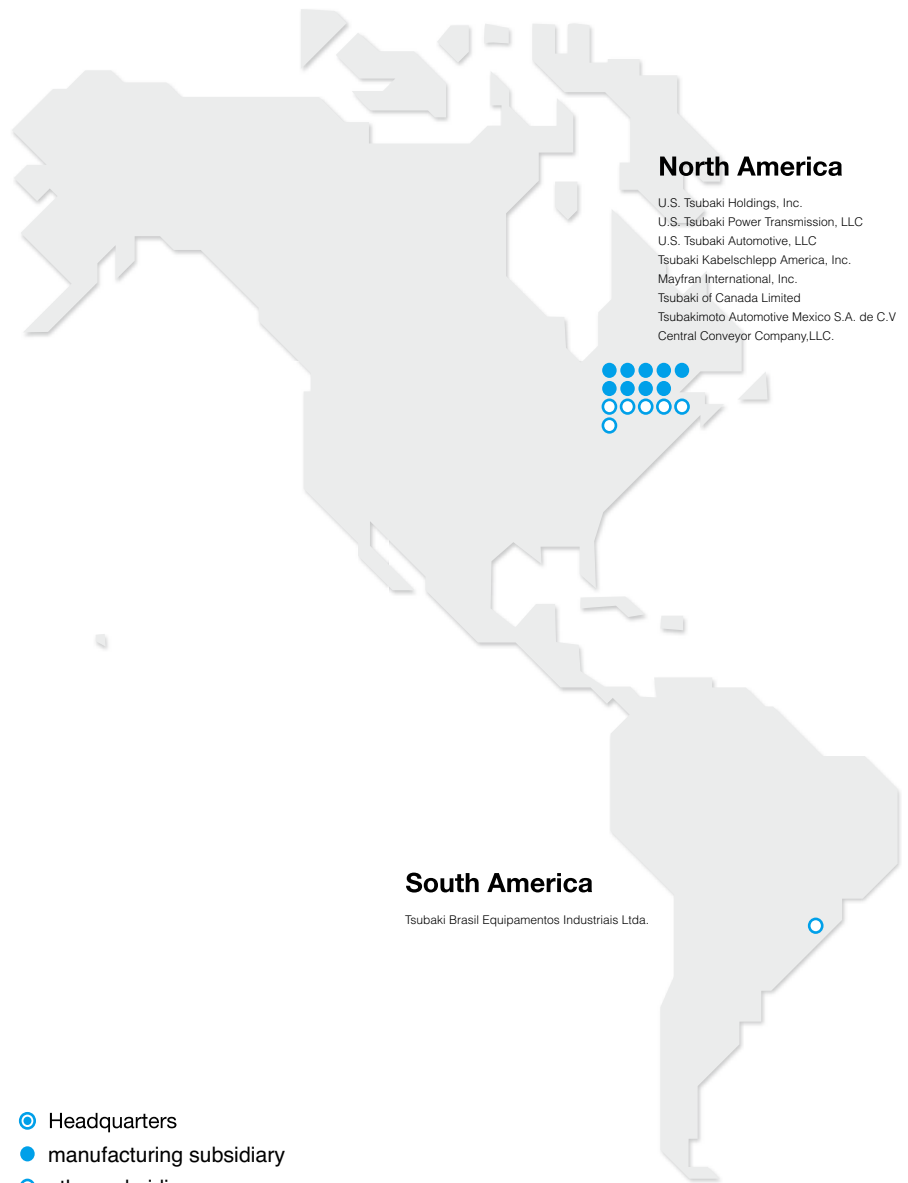 North America
U.S. Tsubaki Holdings, Inc.
U.S. Tsubaki Power Transmission, LLC
U.S. Tsubaki Automotive, LLC
Tsubaki Kabelschlepp America, Inc.
Mayfran International, Inc.
Tsubaki of Canada Limited
Tsubakimoto Automotive Mexico S.A. de C.V
Central Conveyor Company,LLC.
South America
Tsubaki Brasil Equipamentos Industriais Ltda.
Headquarters
manufacturing subsidiary